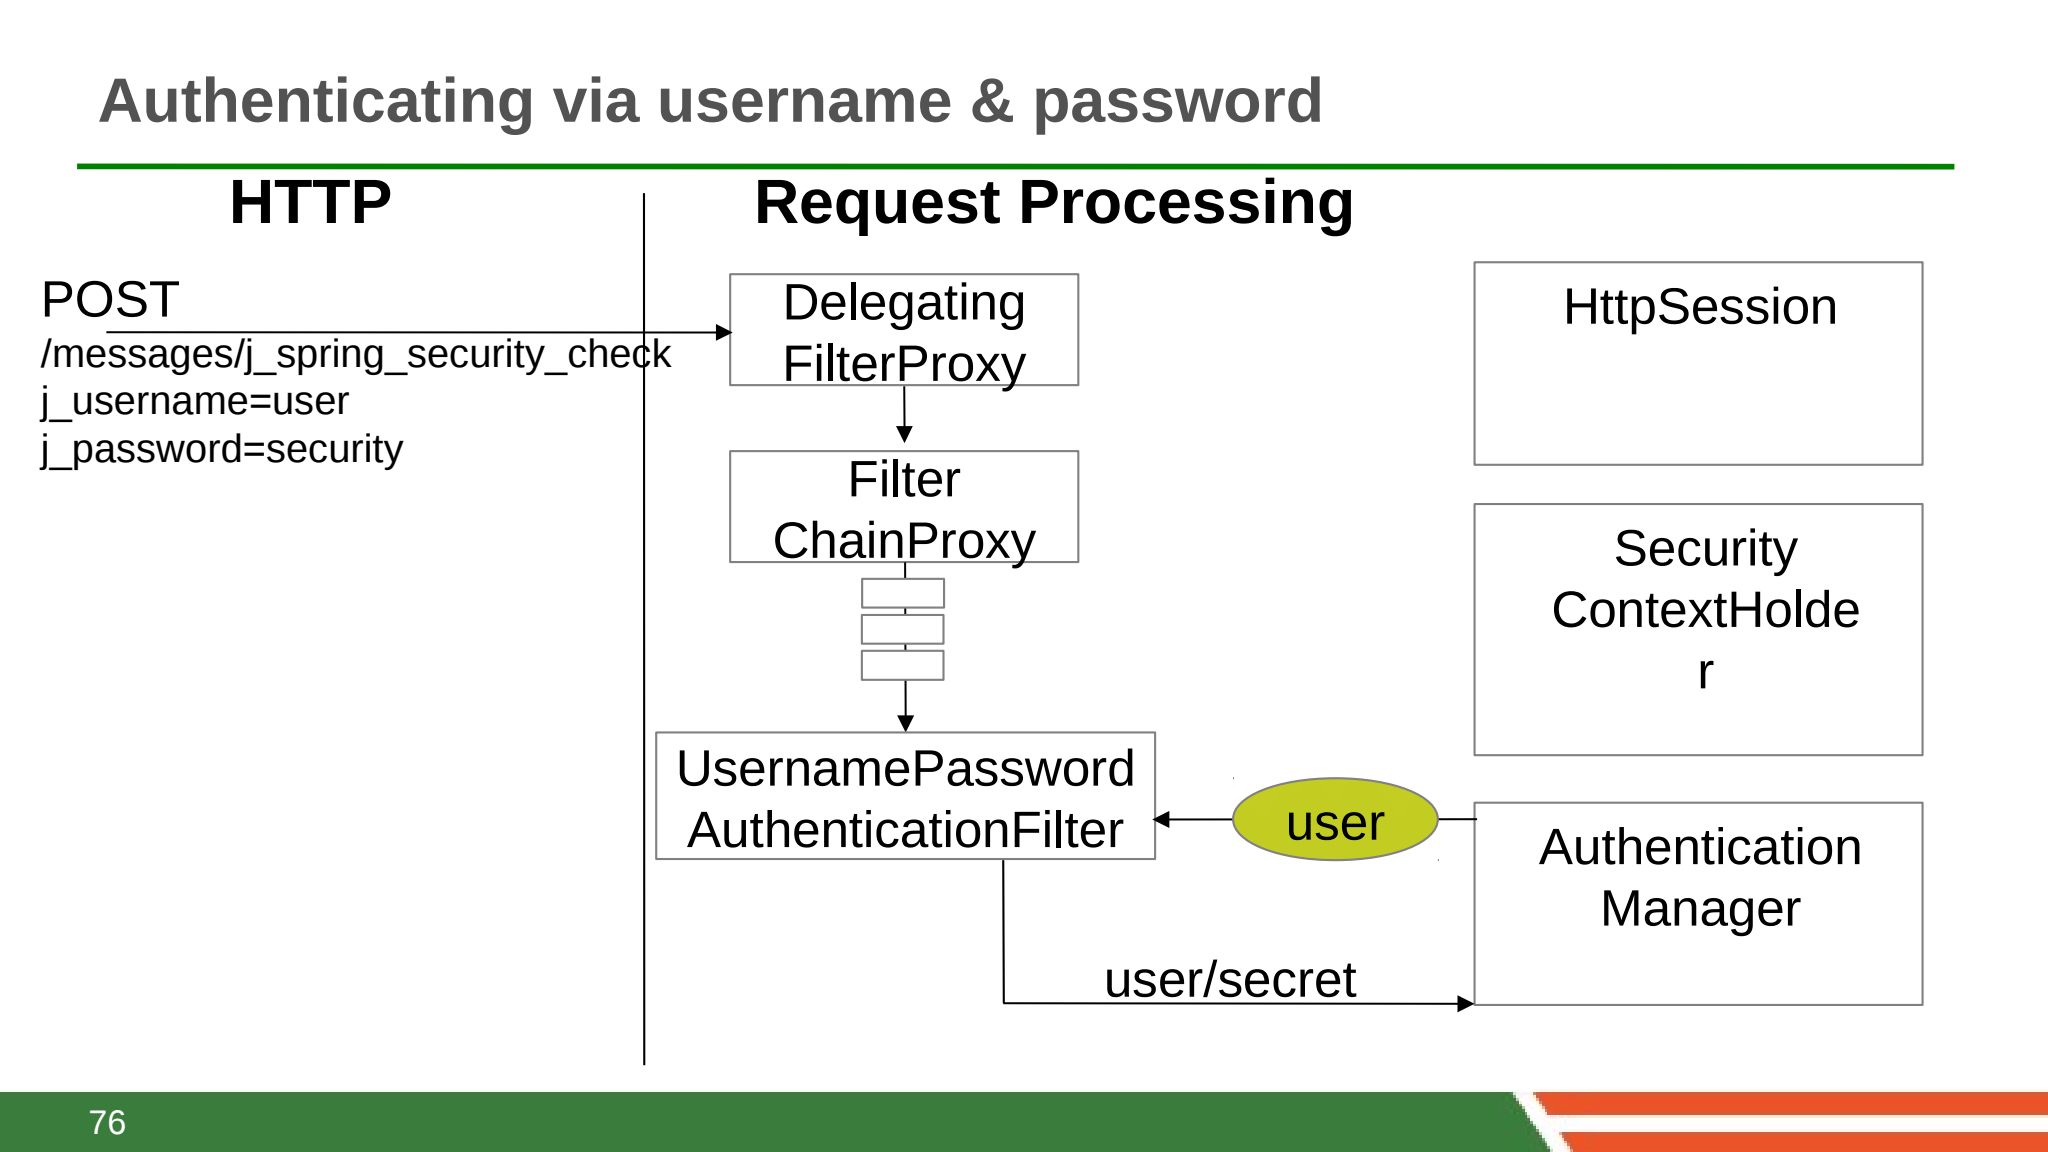 Authenticating via username & password
HTTP
Request Processing
POST
/messages/j_spring_security_check
j_username=user
j_password=security
Delegating
FilterProxy
Filter
ChainProxy
UsernamePassword
AuthenticationFilter
user
user/secret
HttpSession
Security
ContextHolde
r
Authentication
Manager
76